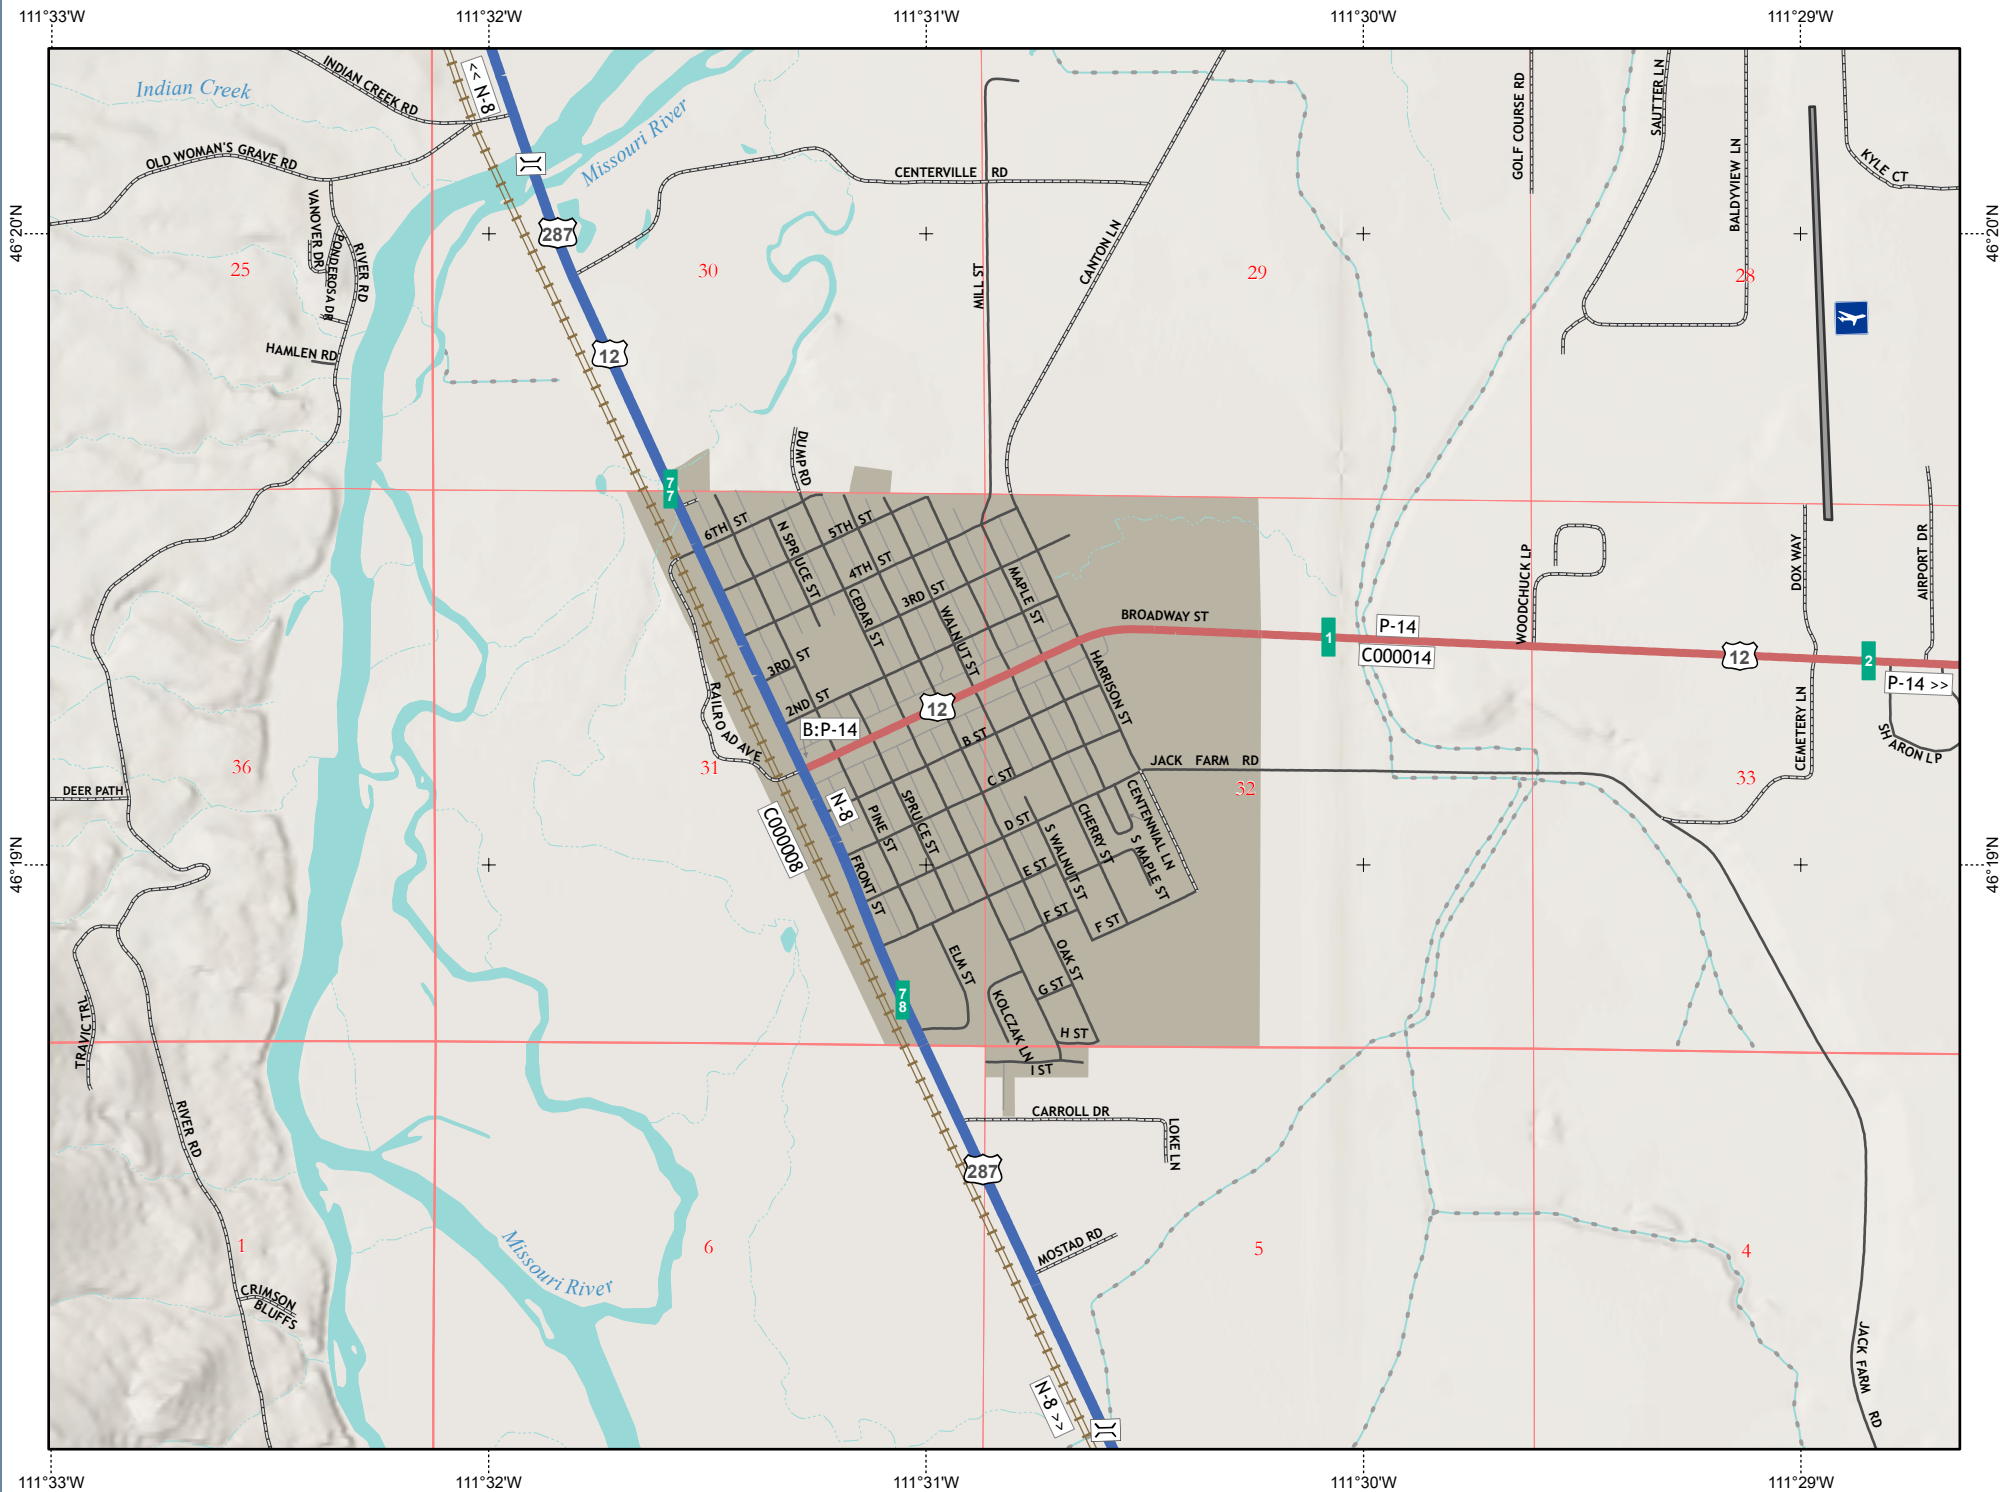 111°33'W
111°32'W
111°31'W
111°30'W
111°29'W
Indian Creek
INDIAN CREEK RD
<< N-8
Missouri River
GOLF COURSE RD
SAUTTER LN
BALDYVIEW LN
KYLE CT
OLD WOMAN'S GRAVE RD
CENTERVILLE RD
46°20'N
46°20'N
287
VANOVER DR
PONDEROSA DR
RIVER RD
25
30
MILL ST
CANTON LN
29
28
HAMLEN RD
12
DUMP RD
77
6TH ST
N SPRUCE ST
5TH ST
4TH ST
CEDAR ST
3RD ST
WALNUT ST
MAPLE ST
BROADWAY ST
1
P-14
C000014
WOODCHUCK LP
DOX WAY
AIRPORT DR
12
2
P-14 >>
3RD ST
2ND ST
RAILROAD AVE
B:P-14
12
B ST
HARRISON ST
CEMETERY LN
SHARON LP
36
31
C ST
JACK FARM RD
32
33
DEER PATH
N-8
C000008
PINE ST
SPRUCE ST
D ST
S WALNUT ST
CHERRY ST
CENTENNIAL LN
S MAPLE ST
46°19'N
46°19'N
FRONT ST
E ST
F ST
F ST
ELM ST
OAK ST
G ST
KOLCZAK LN
H ST
I ST
78
TRAVIC TRL
RIVER RD
CARROLL DR
LOKE LN
287
1
6
5
4
Missouri River
MOSTAD RD
CRIMSON
BLUFFS
JACK FARM RD
N-8 >>
111°33'W
111°32'W
111°31'W
111°30'W
111°29'W